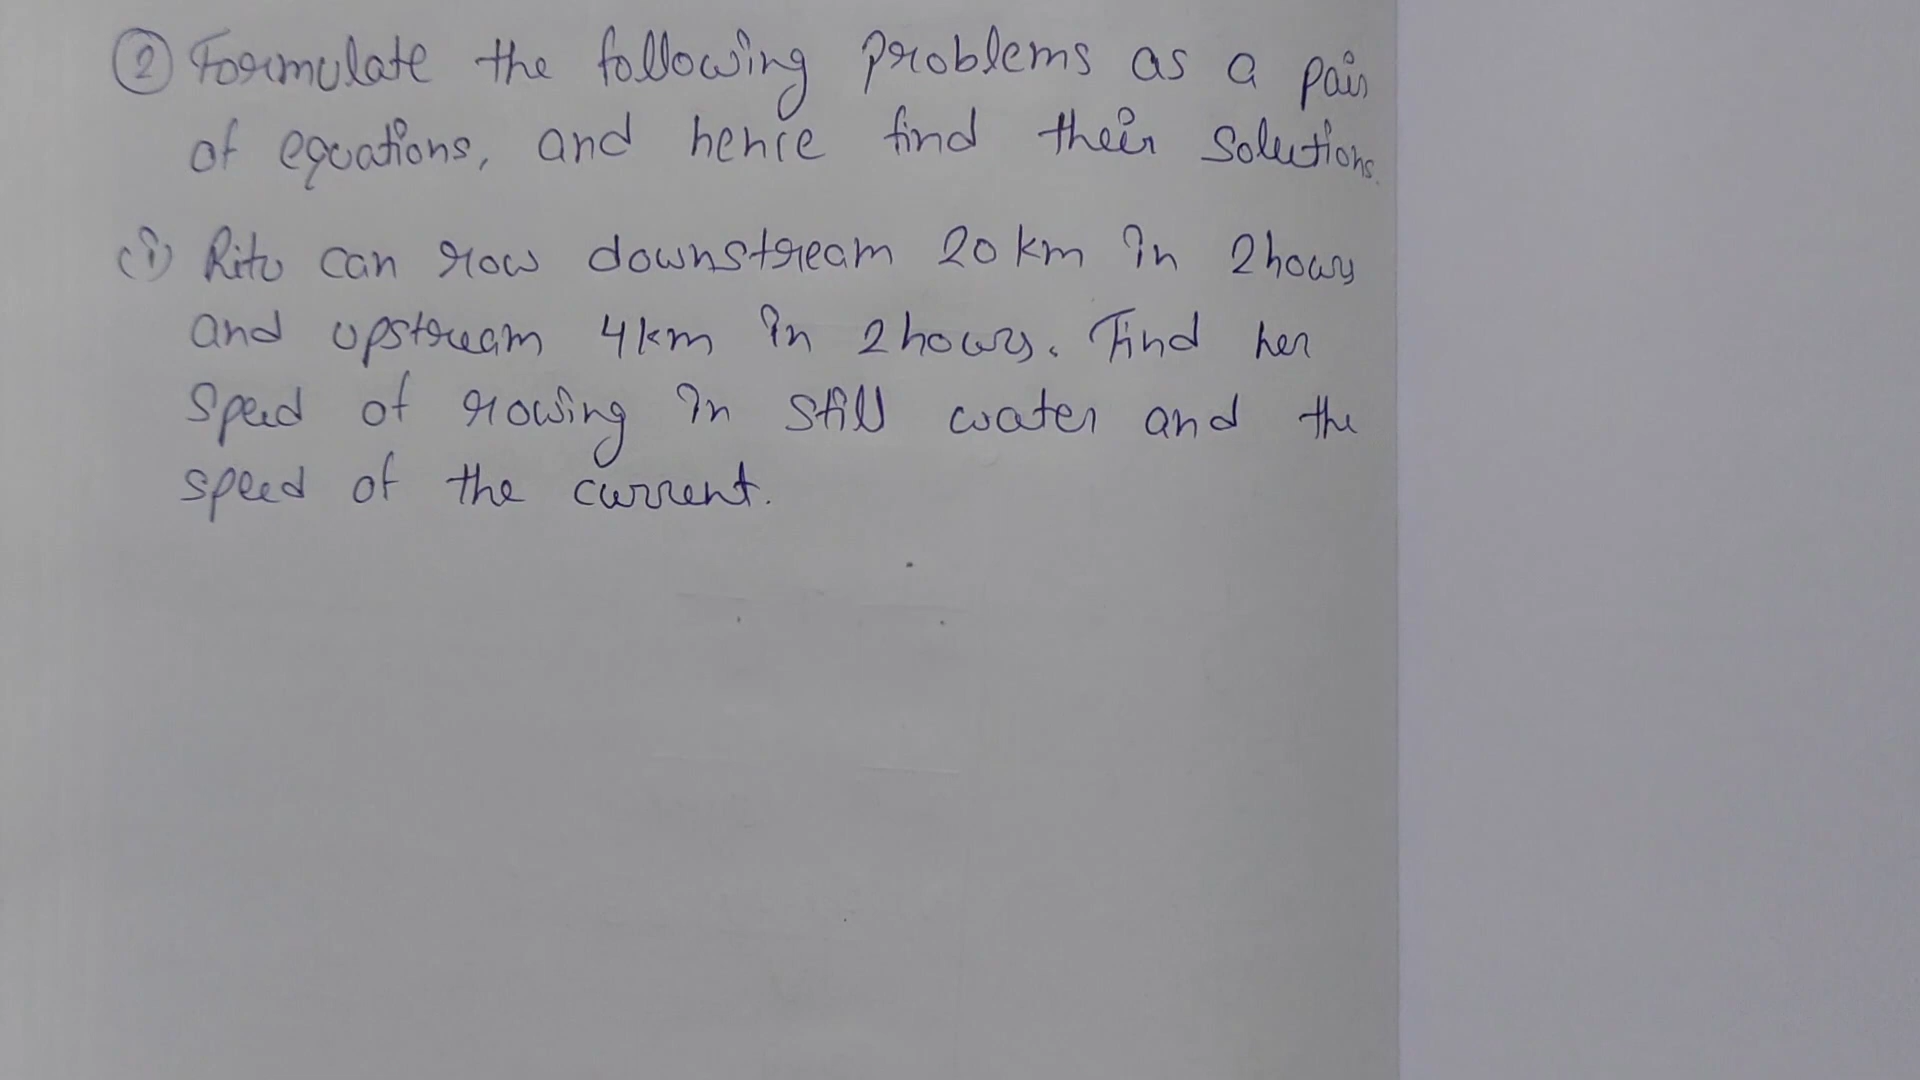 ② Formulate the following problems as a pair
of equations, and hence find their solutions.
(i) Ritu can row downstream 20 km in 2 hours
and upstream 4 km in 2 hours. Find her
speed of rowing in still water and the
speed of the current.